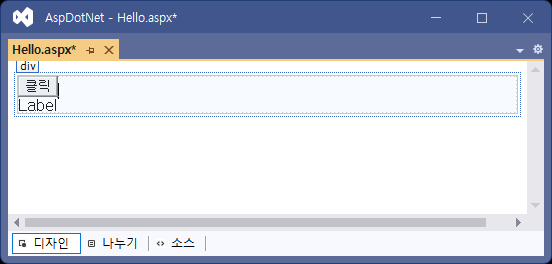 AspDotNet - Hello.aspx*
Hello.aspx*
div
클릭
Label
디자인 나누기 소스